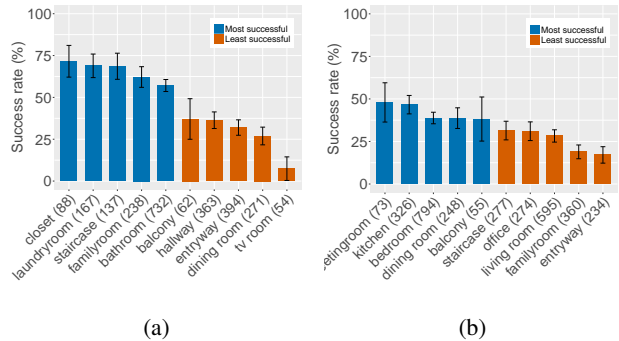 Success rate (%)
100
75
50
25
0
Most successful
Least successful
closet (88)
laundryroom (167)
staircase (137)
familyroom (238)
bathroom (732)
balcony (62)
hallway (363)
entryway (394)
dining room (271)
tv room (54)
(a)
Success rate (%)
100
75
50
25
0
Most successful
Least successful
etingroom (73)
kitchen (326)
bedroom (794)
dining room (248)
balcony (55)
staircase (277)
office (274)
living room (595)
familyroom (360)
entryway (234)
(b)